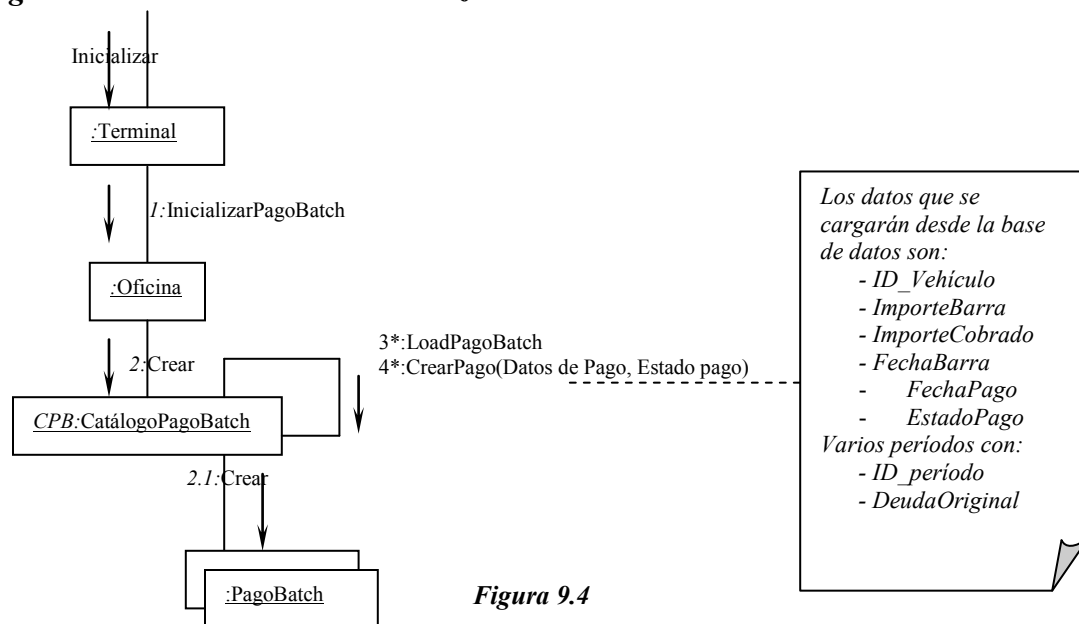 Inicializar
:Terminal
1:InicializarPagoBatch
:Oficina
2:Crear
3*:LoadPagoBatch
4*:CrearPago(Datos de Pago, Estado pago)
CPB:CatálogoPagoBatch
2.1:Crear
:PagoBatch
Los datos que se
cargarán desde la base
de datos son:
- ID_Vehículo
- ImporteBarra
- ImporteCobrado
- FechaBarra
- FechaPago
- EstadoPago
Varios períodos con:
- ID_período
- DeudaOriginal
Figura 9.4